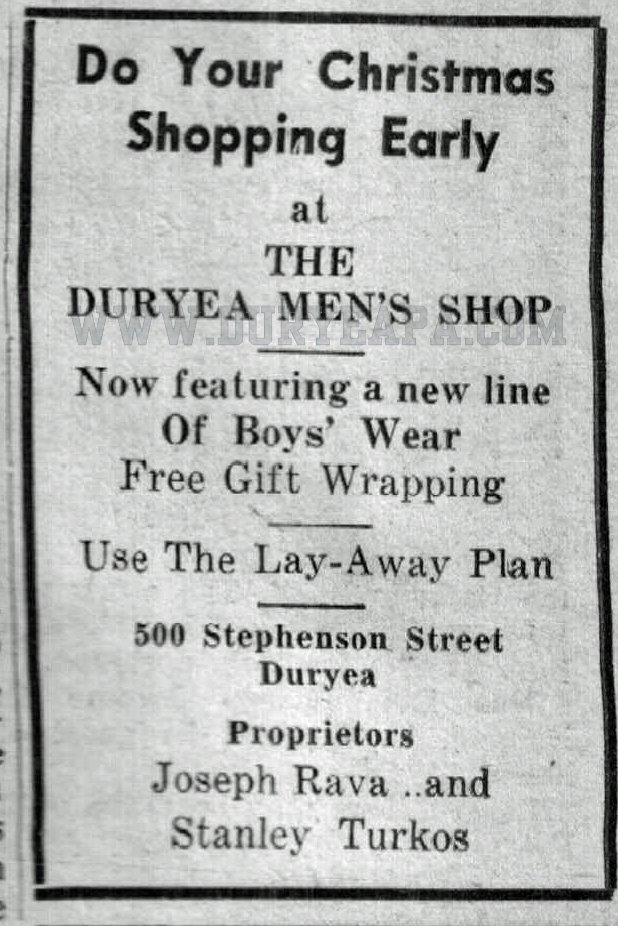 Do Your Christmas
Shopping Early
at
THE
DURYEA MEN'S SHOP
WWW.DURYEAPA.COM
Now featuring a new line
Of Boys' Wear
Free Gift Wrapping
Use The Lay-Away Plan
500 Stephenson Street
Duryea
Proprietors
Joseph Rava ..and
Stanley Turkos